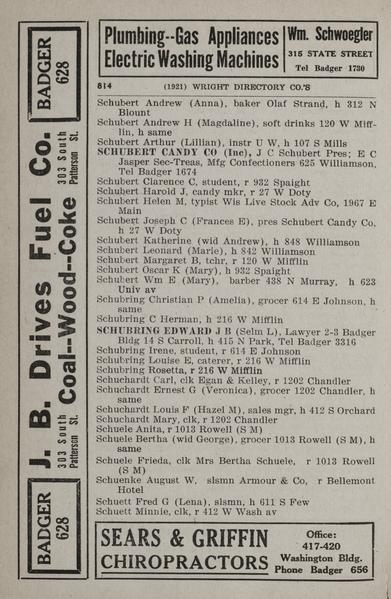 Plumbing--Gas Appliances
Electric Washing Machines
Wm. Schwoegler
315 STATE STREET
Tel Badger 1730
BADGER
628
303 South
Patterson St.
J. B. Drives Fuel Co.
Coal--Wood--Coke
303 South
Patterson St.
BADGER
628
814 (1921) WRIGHT DIRECTORY CO.'S
Schubert Andrew (Anna), baker Olaf Strand, h 312 N
Blount
Schubert Andrew H (Magdaline), soft drinks 120 W Miff-
lin, h same
Schubert Arthur (Lillian), instr U W, h 107 S Mills
SCHUBERT CANDY CO (Inc), J C Schubert Pres; E C
Jasper Sec-Treas, Mfg Confectioners 625 Williamson,
Tel Badger 1674
Schubert Clarence C, student, r 932 Spaight
Schubert Harold J, candy mkr, r 27 W Doty
Schubert Helen M, typist Wis Live Stock Adv Co, 1967 E
Main
Schubert Joseph C (Frances E), pres Schubert Candy Co,
h 27 W Doty
Schubert Katherine (wid Andrew), h 848 Williamson
Schubert Leonard (Marie), h 842 Williamson
Schubert Margaret B, tchr, r 120 W Mifflin
Schubert Oscar K (Mary), h 932 Spaight
Schubert Wm E (Mary), barber 438 N Murray, h 623
Univ av
Schubring Christian P (Amelia), grocer 614 E Johnson, h
same
Schubring C Herman, h 216 W Mifflin
SCHUBRING EDWARD J B (Selm L), Lawyer 2-3 Badger
Bldg 14 S Carroll, h 415 N Park, Tel Badger 3316
Schubring Irene, student, r 614 E Johnson
Schubring Louise E, caterer, r 216 W Mifflin
Schubring Rosetta, r 216 W Mifflin
Schuchardt Carl, clk Egan & Kelley, r 1202 Chandler
Schuchardt Ernest G (Veronica), grocer 1202 Chandler, h
same
Schuchardt Louis F (Hazel M), sales mgr, h 412 S Orchard
Schuchardt Mary, clk, r 1202 Chandler
Schuele Anita, r 1013 Rowell (S M)
Schuele Bertha (wid George), grocer 1013 Rowell (S M), h
same
Schuele Frieda, clk Mrs Bertha Schuele, r 1013 Rowell
(S M)
Schuenke August W, slsmn Armour & Co, r Bellemont
Hotel
Schuett Fred G (Lena), slsmn, h 611 S Few
Schuett Minnie, clk, r 412 W Wash av
SEARS & GRIFFIN
CHIROPRACTORS
Office:
417-420
Washington Bldg.
Phone Badger 656